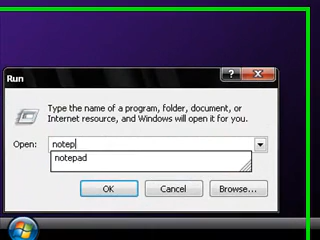 Run
Type the name of a program, folder, document, or
Internet resource, and Windows will open it for you.
Open: notep
notepad
OK Cancel Browse...